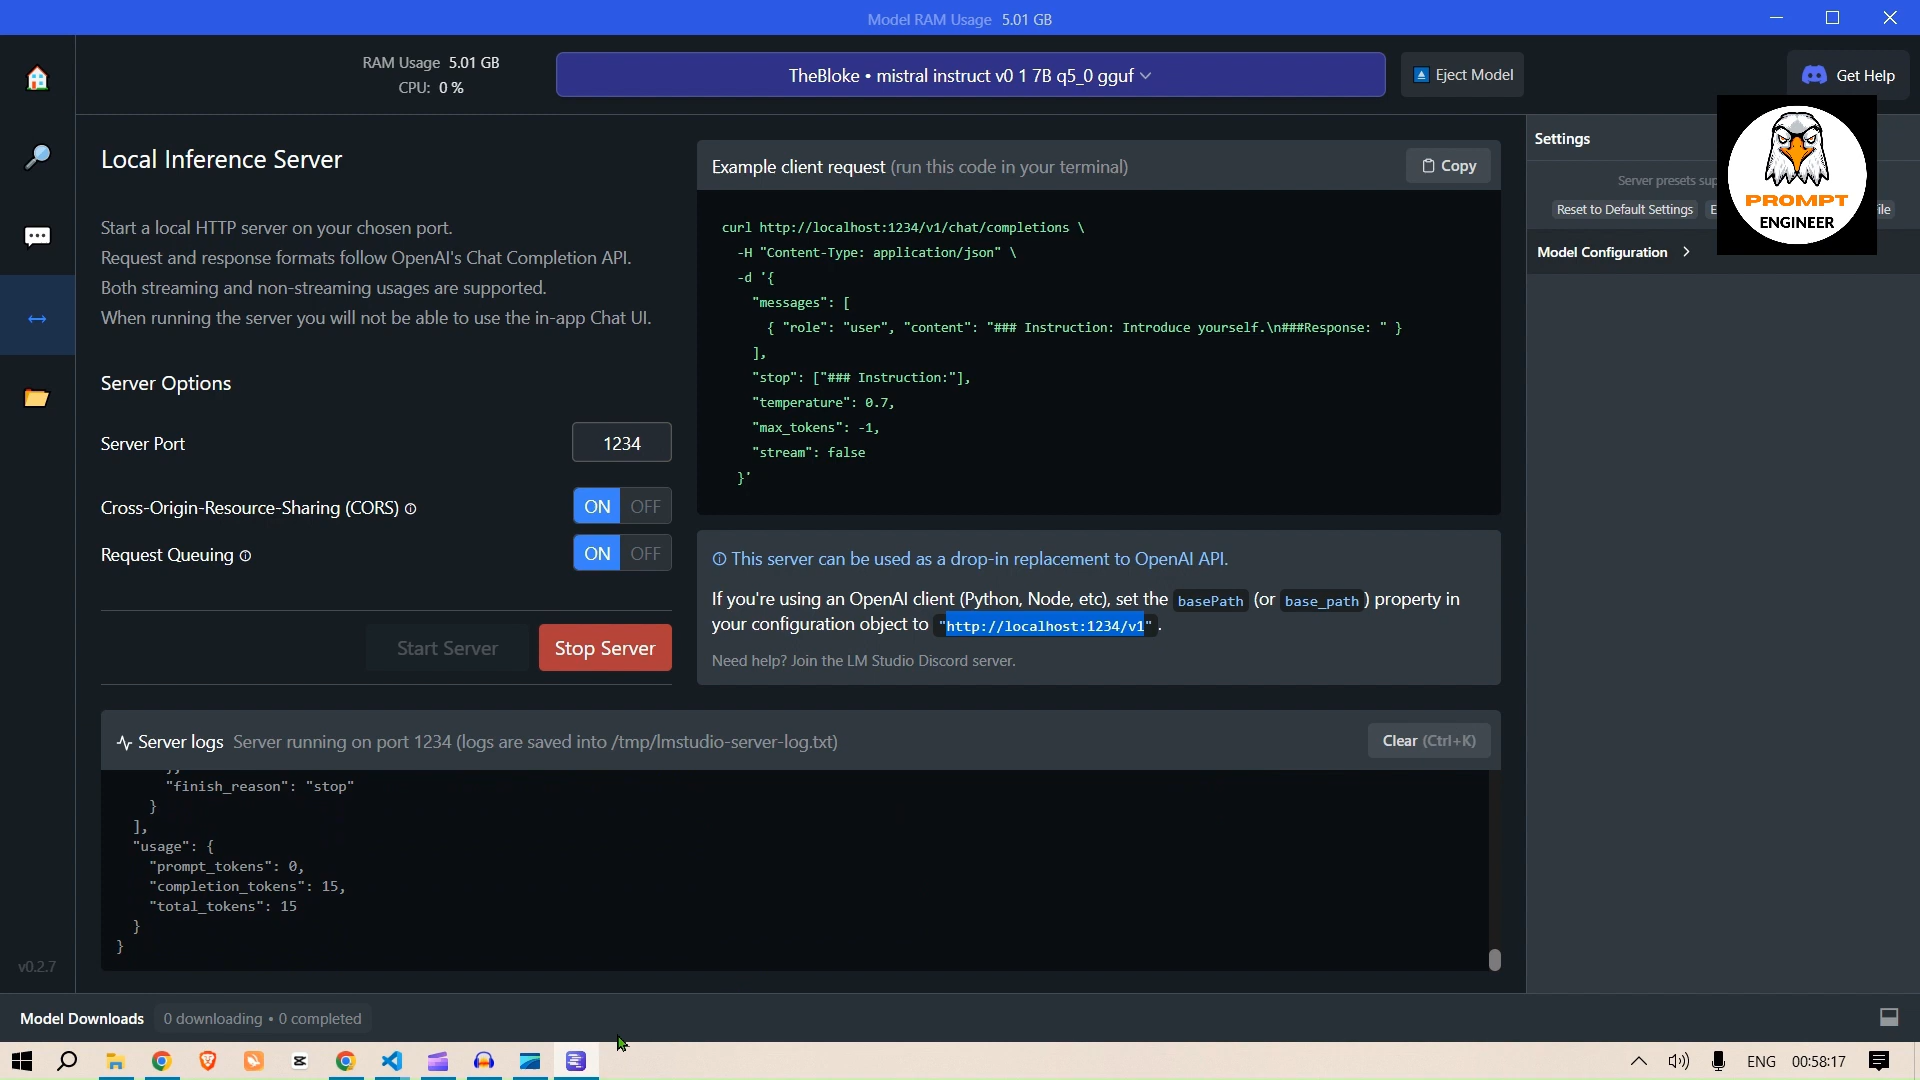 Model RAM Usage 5.01 GB
RAM Usage 5.01 GB
CPU: 0 %
TheBloke • mistral instruct v0 1 7B q5_0 gguf
Eject Model
Get Help
Local Inference Server
Start a local HTTP server on your chosen port.
Request and response formats follow OpenAI's Chat Completion API.
Both streaming and non-streaming usages are supported.
When running the server you will not be able to use the in-app Chat UI.
Server Options
Server Port 1234
Cross-Origin-Resource-Sharing (CORS) ON OFF
Request Queuing ON OFF
Start Server Stop Server
Example client request (run this code in your terminal) Copy
curl http://localhost:1234/v1/chat/completions \
-H "Content-Type: application/json" \
-d '{
"messages": [
{ "role": "user", "content": "### Instruction: Introduce yourself.\n###Response: " }
],
"stop": ["### Instruction:"],
"temperature": 0.7,
"max_tokens": -1,
"stream": false
}'
This server can be used as a drop-in replacement to OpenAI API.
If you're using an OpenAI client (Python, Node, etc), set the basePath (or base_path) property in
your configuration object to "http://localhost:1234/v1".
Need help? Join the LM Studio Discord server.
Settings
Server presets
Reset to Default Settings
Model Configuration
PROMPT
ENGINEER
Server logs Server running on port 1234 (logs are saved into /tmp/lmstudio-server-log.txt) Clear (Ctrl+K)
"finish_reason": "stop"
}
],
"usage": {
"prompt_tokens": 0,
"completion_tokens": 15,
"total_tokens": 15
}
}
v0.2.7
Model Downloads 0 downloading • 0 completed
ENG 00:58:17